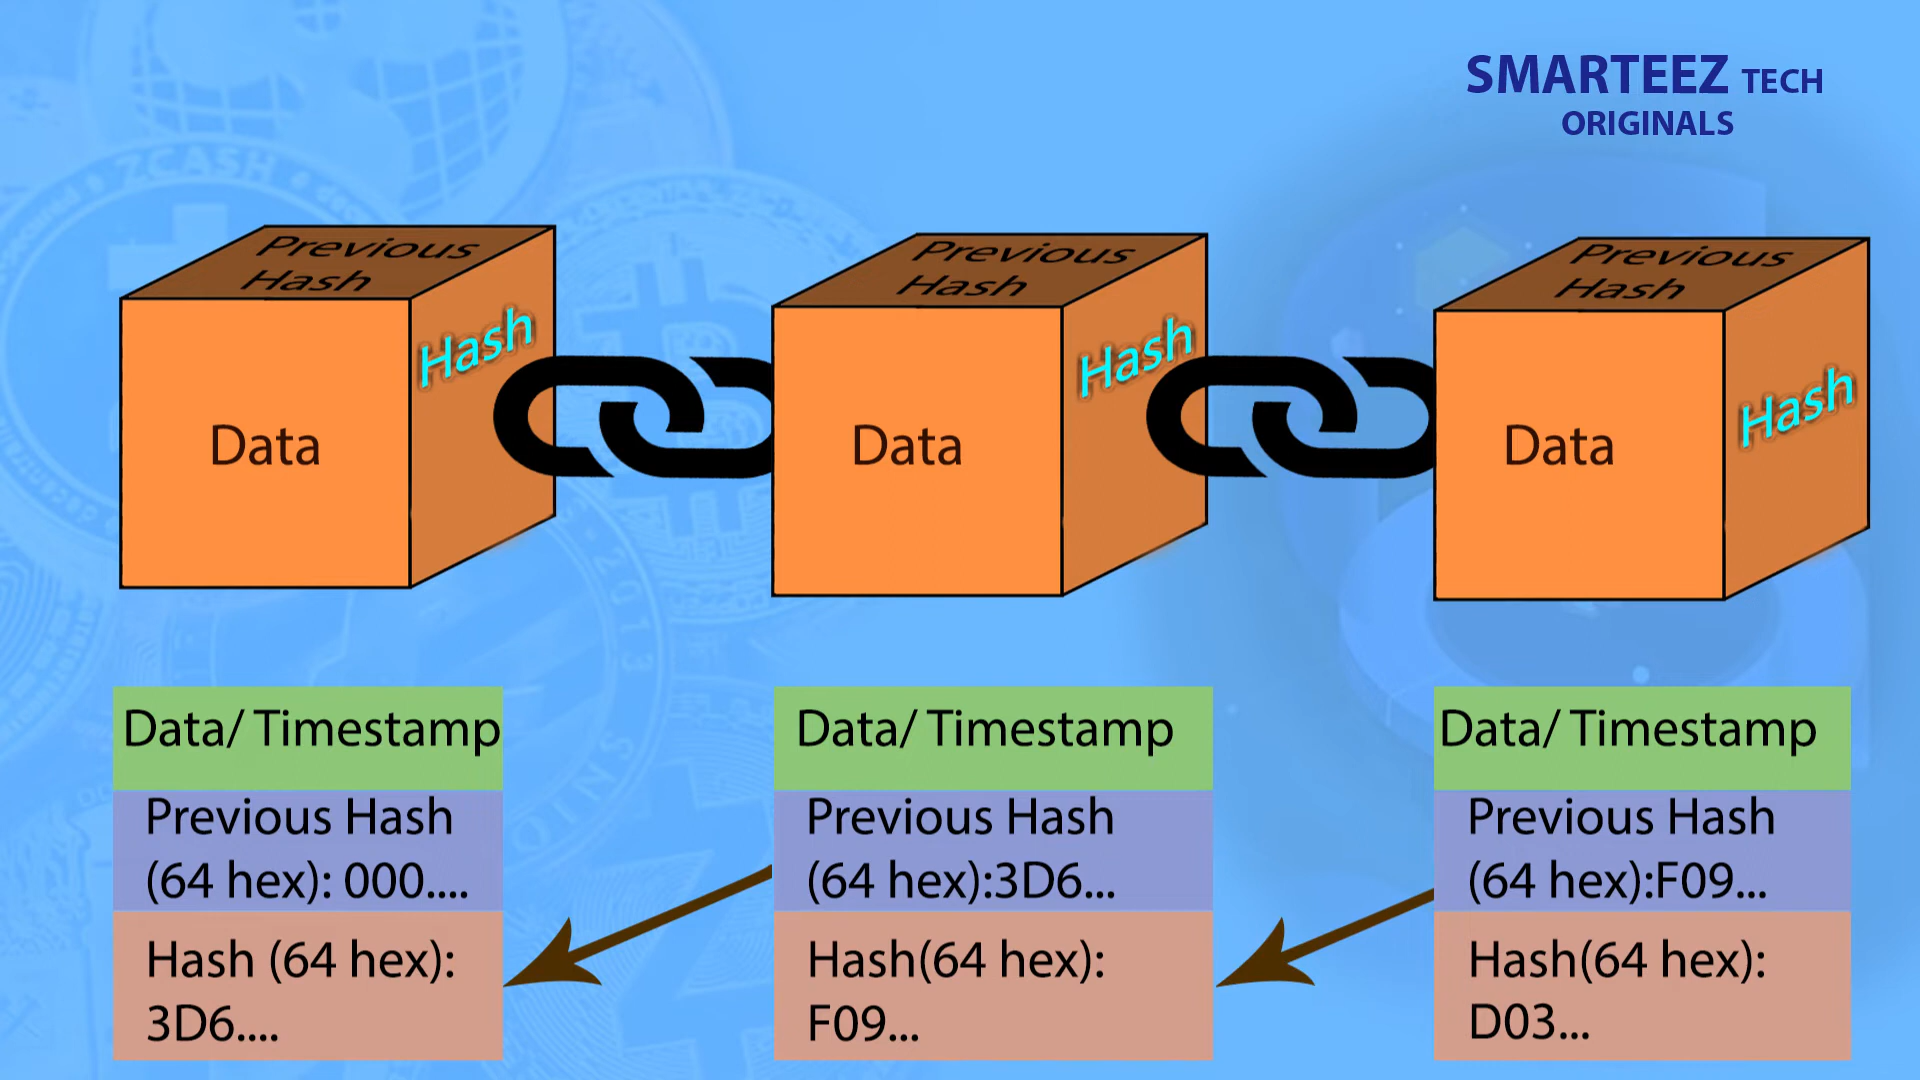 SMARTEEZ TECH
ORIGINALS
ZCASH
Previous
Hash
Hash
Data
Previous
Hash
Hash
Data
Previous
Hash
Hash
Data
Data/ Timestamp
Previous Hash
(64 hex): 000....
Hash (64 hex):
3D6....
Data/ Timestamp
Previous Hash
(64 hex):3D6...
Hash(64 hex):
F09...
Data/ Timestamp
Previous Hash
(64 hex):F09...
Hash(64 hex):
D03...